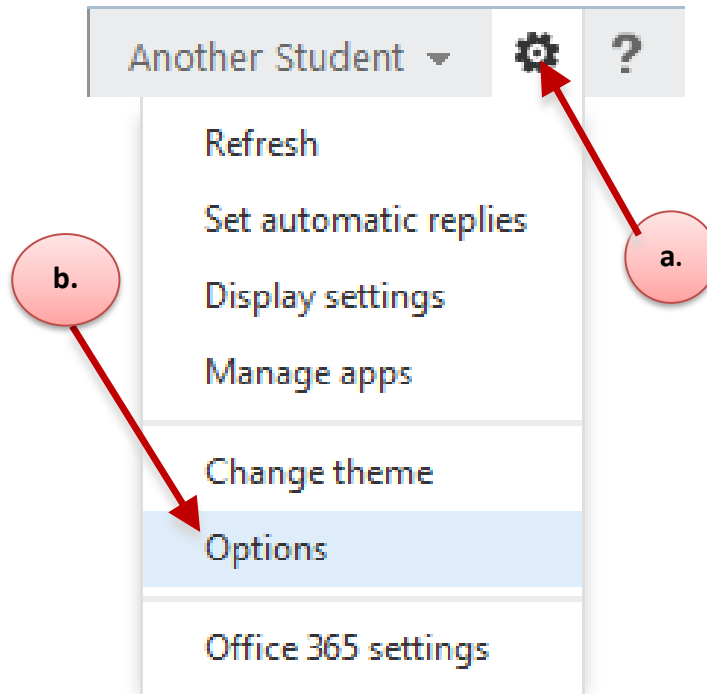 Another Student ?
Refresh
Set automatic replies
a.
b.
Display settings
Manage apps
Change theme
Options
Office 365 settings